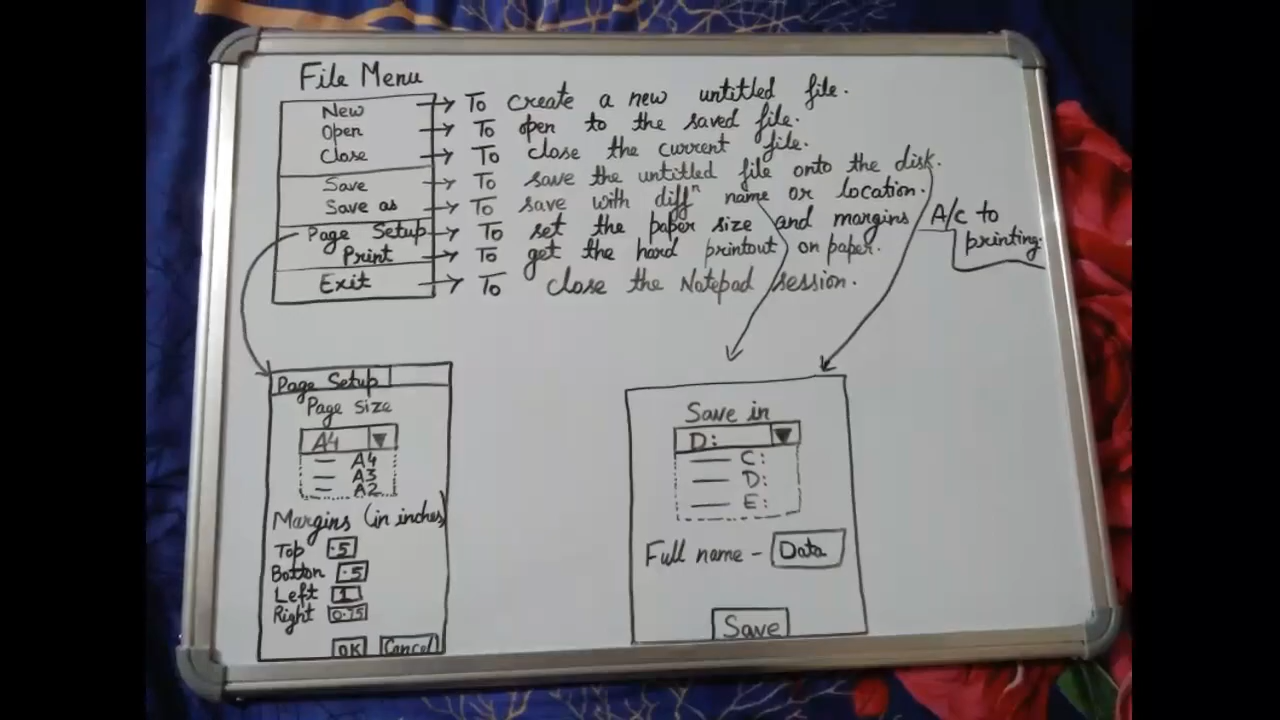 File Menu
New → To create a new untitled file.
Open → To open to the saved file.
Close → To close the current file.
Save → To save the untitled file onto the disk.
Save as → To save with diffⁿ name or location.
Page Setup → To set the paper size and margins A/c to printing.
Print → To get the hard printout on paper.
Exit → To close the Notepad session.
Page Setup
Page size
A4 ▼
A4
A3
A2
Margins (in inches)
Top .5
Botton .5
Left 1
Right 0.75
OK Cancel
Save in
D: ▼
C:
D:
E:
Full name - Data
Save